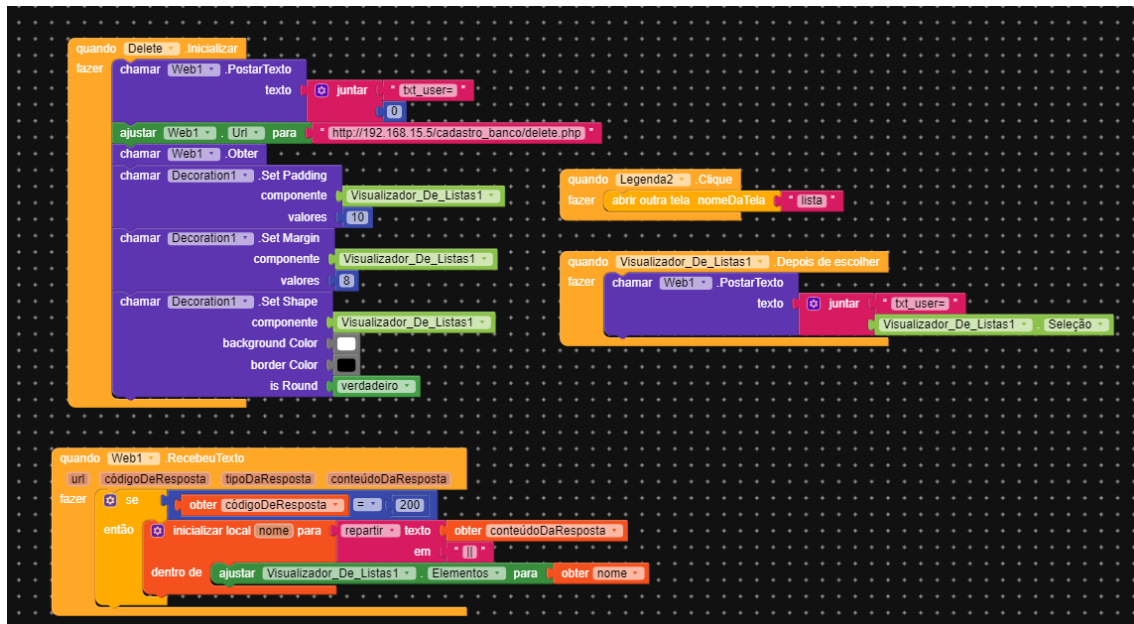 quando Delete .Inicializar
fazer chamar Web1 .PostarTexto
texto juntar " txt_user= "
0
ajustar Web1 . Url para " http://192.168.15.5/cadastro_banco/delete.php "
chamar Web1 .Obter
chamar Decoration1 .Set Padding
componente Visualizador_De_Listas1
valores 10
chamar Decoration1 .Set Margin
componente Visualizador_De_Listas1
valores 8
chamar Decoration1 .Set Shape
componente Visualizador_De_Listas1
background Color
border Color
is Round verdadeiro
quando Legenda2 .Clique
fazer abrir outra tela nomeDaTela " lista "
quando Visualizador_De_Listas1 .Depois de escolher
fazer chamar Web1 .PostarTexto
texto juntar " txt_user= "
Visualizador_De_Listas1 . Seleção
quando Web1 .RecebeuTexto
url códigoDeResposta tipoDaResposta conteúdoDaResposta
fazer se obter códigoDeResposta = 200
então inicializar local nome para repartir texto obter conteúdoDaResposta
em " || "
dentro de ajustar Visualizador_De_Listas1 . Elementos para obter nome